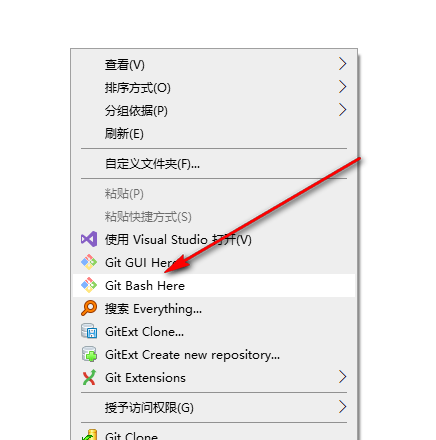 查看(V)
排序方式(O)
分组依据(P)
刷新(E)
自定义文件夹(F)...
粘贴(P)
粘贴快捷方式(S)
使用 Visual Studio 打开(V)
Git GUI Here
Git Bash Here
搜索 Everything...
GitExt Clone...
GitExt Create new repository...
Git Extensions
授予访问权限(G)
Git Clone